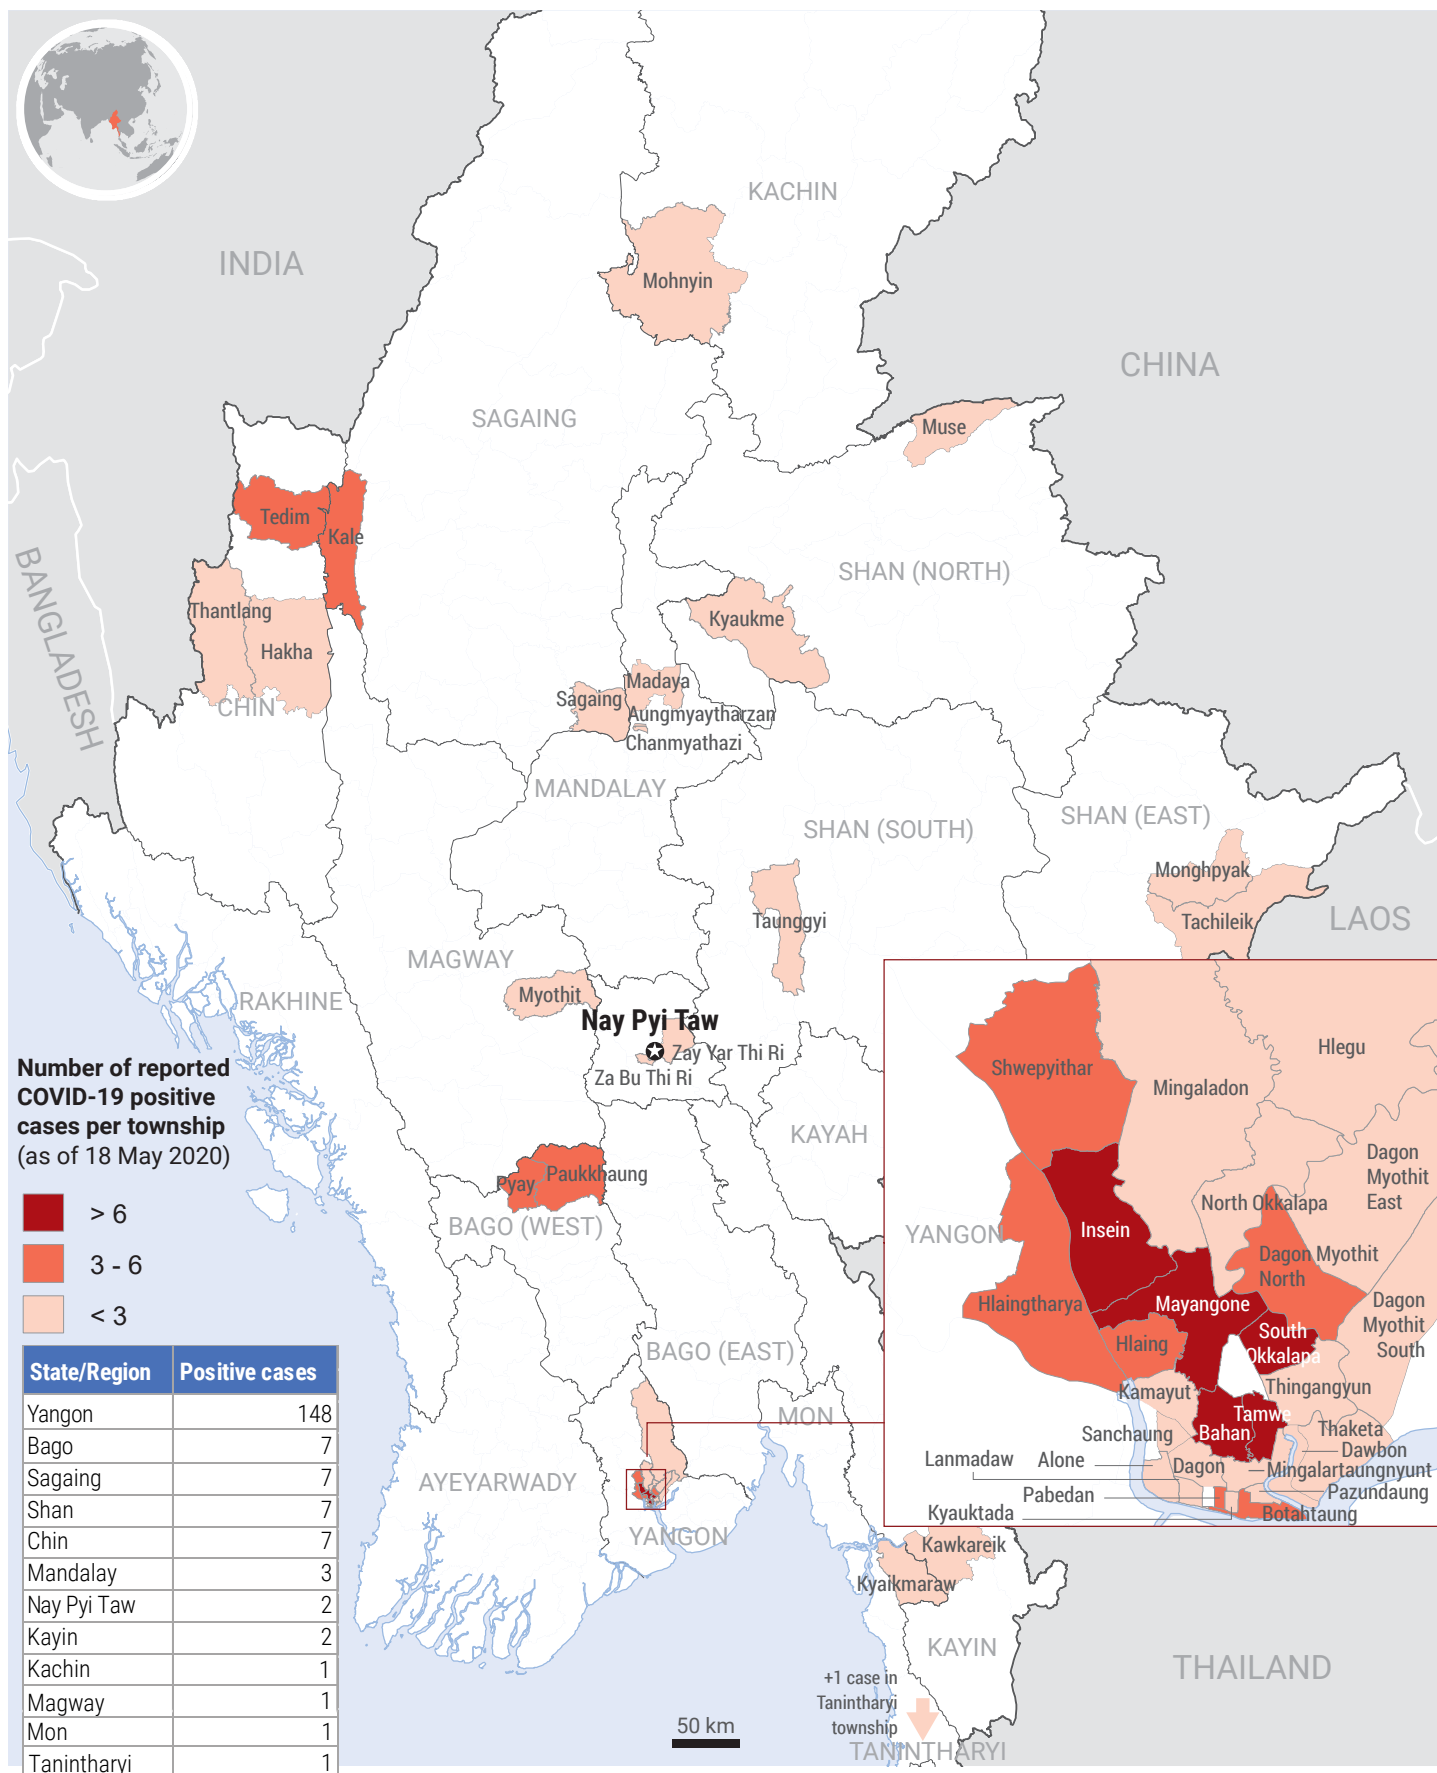 KACHIN
INDIA
Mohnyin
CHINA
SAGAING
Muse
Tedim
Kale
BANGLADESH
SHAN (NORTH)
Thantlang
Kyaukme
Hakha
Madaya
Sagaing
CHIN
Aungmyaytharzan
Chanmyathazi
MANDALAY
SHAN (EAST)
SHAN (SOUTH)
Monghpyak
Taunggyi
Tachileik
LAOS
MAGWAY
Myothit
RAKHINE
Nay Pyi Taw
Zay Yar Thi Ri
Za Bu Thi Ri
KAYAH
Paukkhaung
Pyay
BAGO (WEST)
BAGO (EAST)
MON
AYEYARWADY
YANGON
Kawkareik
Kyaikmaraw
KAYIN
THAILAND
+1 case in
Tanintharyi
township
TANINTHARYI
50 km
Hlegu
Shwepyithar
Mingaladon
Dagon
Myothit
East
North Okkalapa
YANGON
Insein
Dagon Myothit
North
Hlaingtharya
Mayangone
Dagon
Myothit
South
South
Okkalapa
Hlaing
Kamayut
Thingangyun
Tamwe
Sanchaung
Bahan
Thaketa
Dawbon
Lanmadaw
Alone
Dagon
Mingalartaungnyunt
Pabedan
Pazundaung
Kyauktada
Botahtaung
Number of reported
COVID-19 positive
cases per township
(as of 18 May 2020)
> 6
3 - 6
< 3
State/Region Positive cases
Yangon 148
Bago 7
Sagaing 7
Shan 7
Chin 7
Mandalay 3
Nay Pyi Taw 2
Kayin 2
Kachin 1
Magway 1
Mon 1
Tanintharyi 1